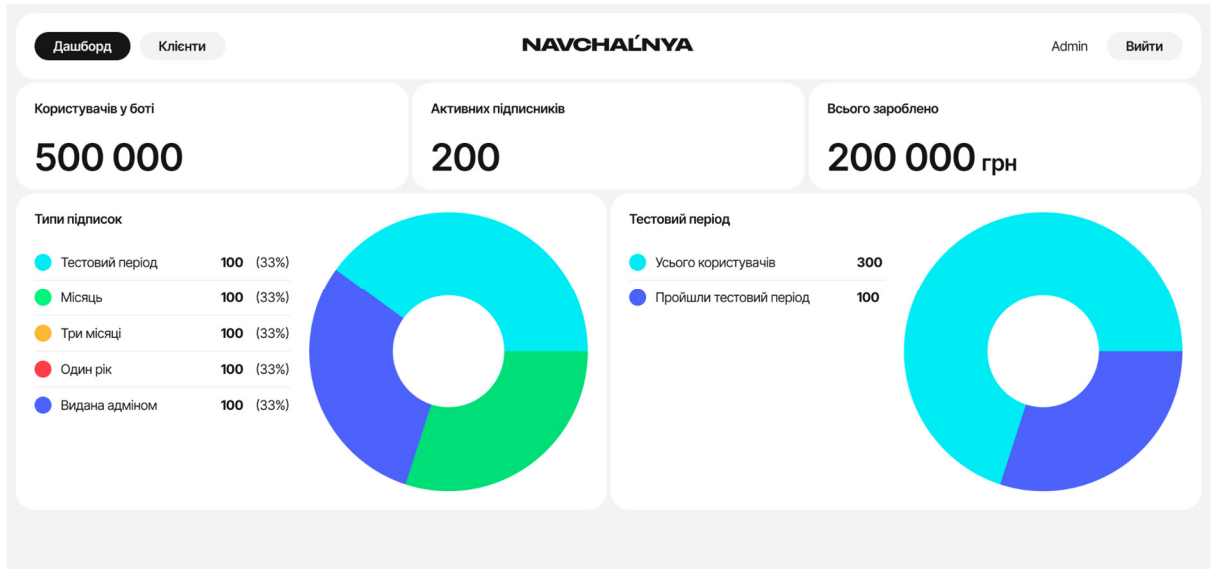 Дашборд Клієнти NAVCHAĹNYA Admin Вийти
Користувачів у боті
500 000
Активних підписників
200
Всього зароблено
200 000 грн
Типи підписок
Тестовий період 100 (33%)
Місяць 100 (33%)
Три місяці 100 (33%)
Один рік 100 (33%)
Видана адміном 100 (33%)
Тестовий період
Усього користувачів 300
Пройшли тестовий період 100